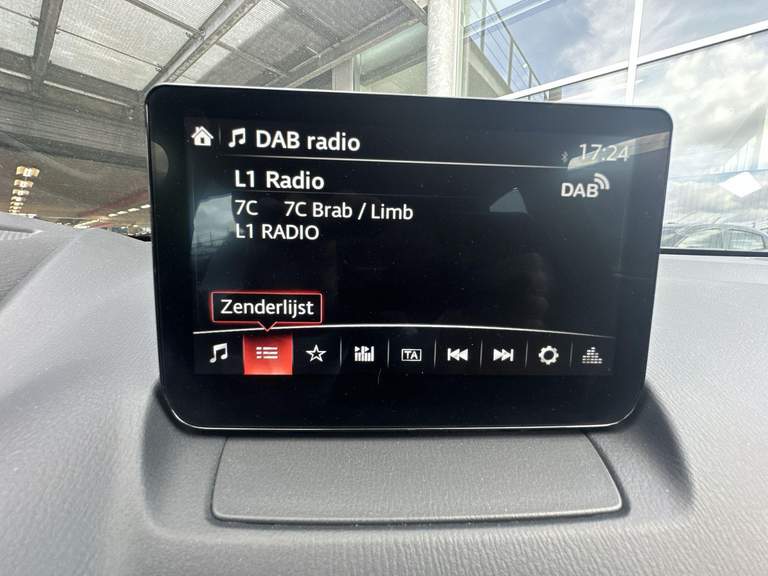 DAB radio
17:24
L1 Radio
DAB
7C 7C Brab / Limb
L1 RADIO
Zenderlijst
TA